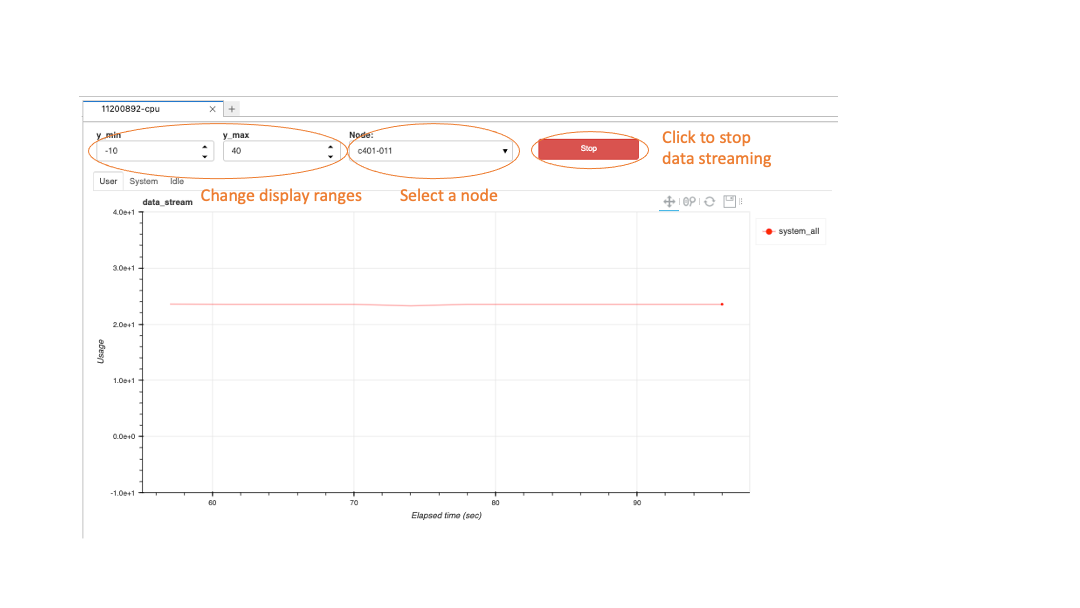 11200892-cpu × +
y_min y_max Node:
-10 40 c401-011 Stop
Click to stop
data streaming
User System Idle
Change display ranges Select a node
data_stream
4.0e+1
system_all
3.0e+1
2.0e+1
Usage
1.0e+1
0.0e+0
-1.0e+1
60 70 80 90
Elapsed time (sec)